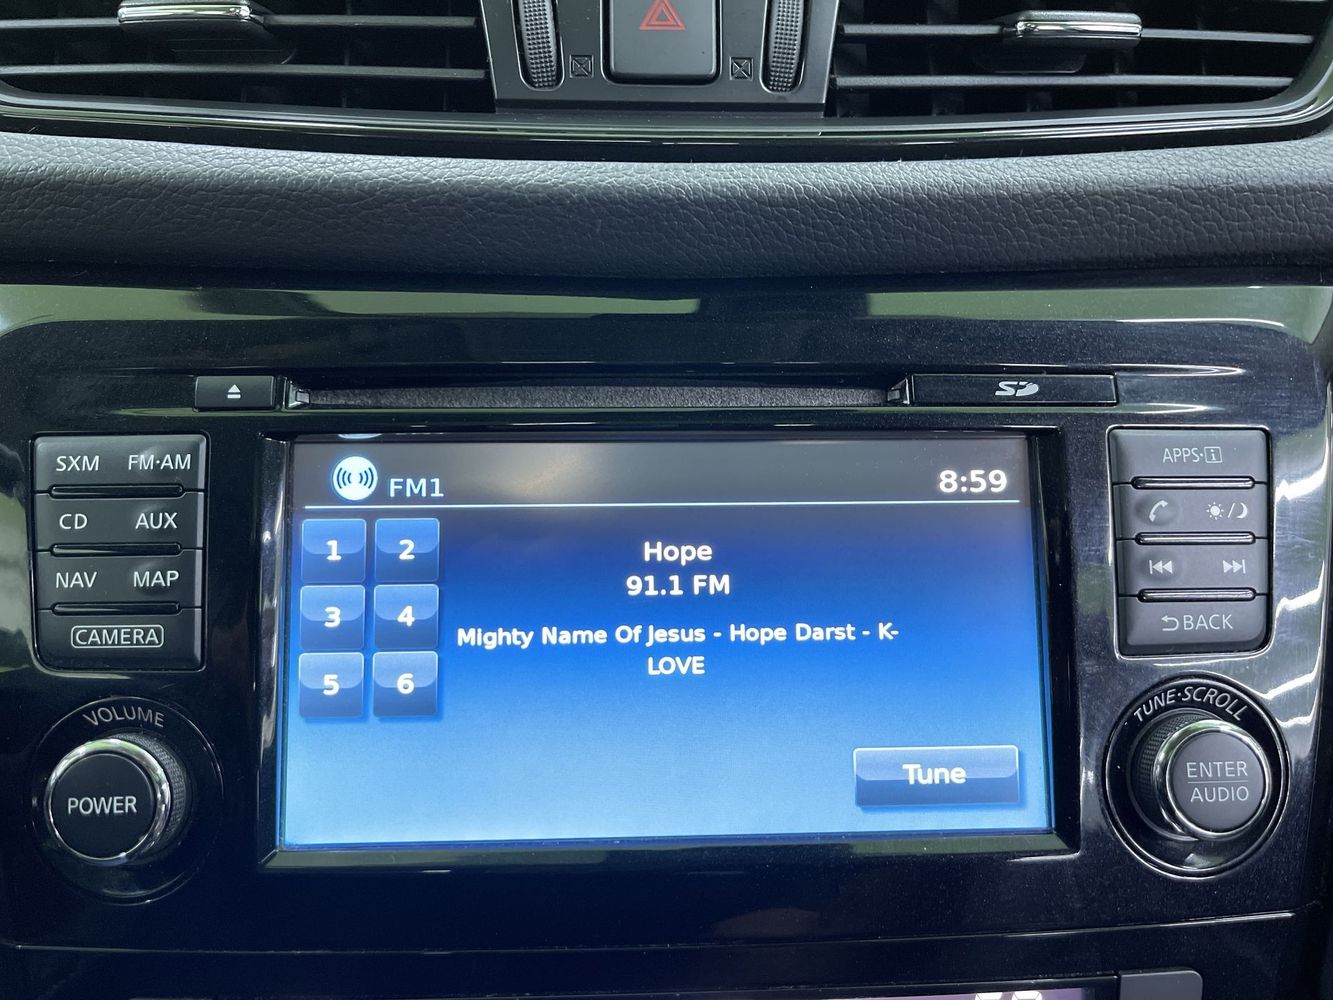 SD
SXM FM·AM
CD AUX
NAV MAP
CAMERA
VOLUME
POWER
FM1 8:59
1 2
3 4
5 6
Hope
91.1 FM
Mighty Name Of Jesus - Hope Darst - K-
LOVE
Tune
APPS·i
BACK
TUNE·SCROLL
ENTER
AUDIO